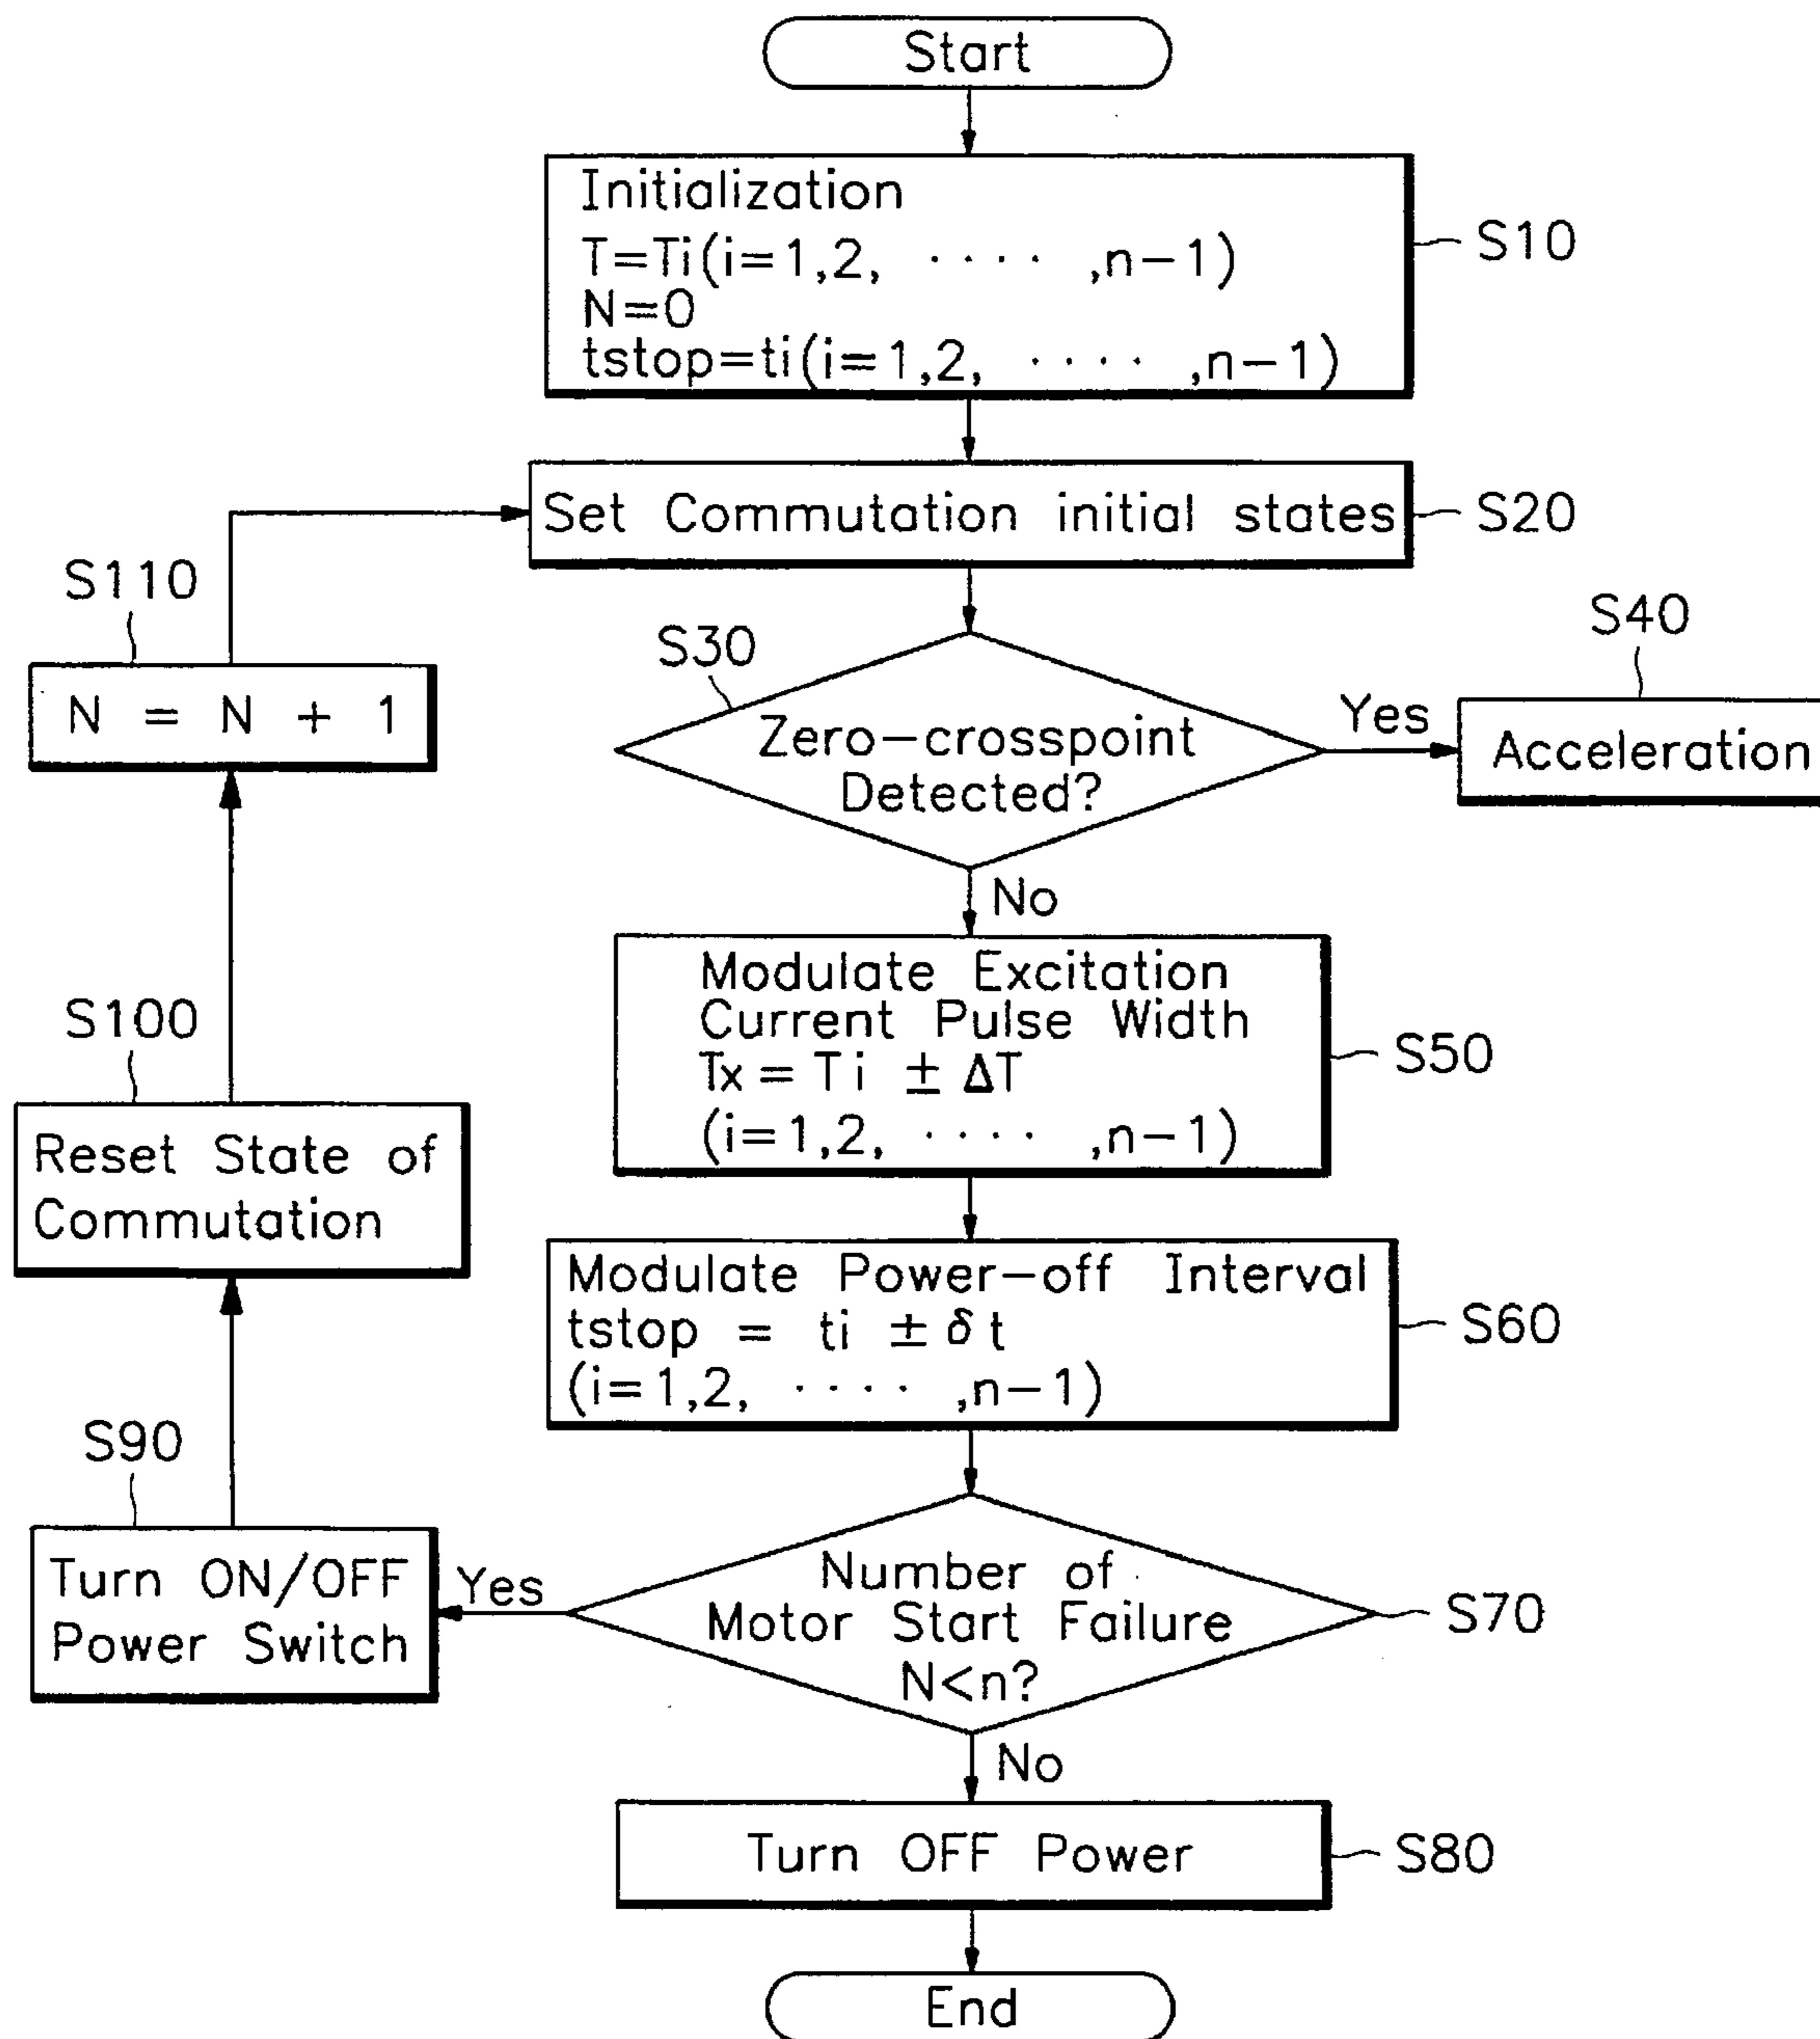 Start
Initialization
T=Ti(i=1,2, ···· ,n-1)
N=0
tstop=ti(i=1,2, ···· ,n-1)
S10
Set Commutation initial states
S20
S110
N = N + 1
S30
Zero-crosspoint
Detected?
Yes
S40
Acceleration
No
Modulate Excitation
Current Pulse Width
Tx = Ti ± ΔT
(i=1,2, ···· ,n-1)
S50
S100
Reset State of
Commutation
Modulate Power-off Interval
tstop = ti ± δt
(i=1,2, ···· ,n-1)
S60
S90
Turn ON/OFF
Power Switch
Yes
Number of
Motor Start Failure
N<n?
S70
No
Turn OFF Power
S80
End